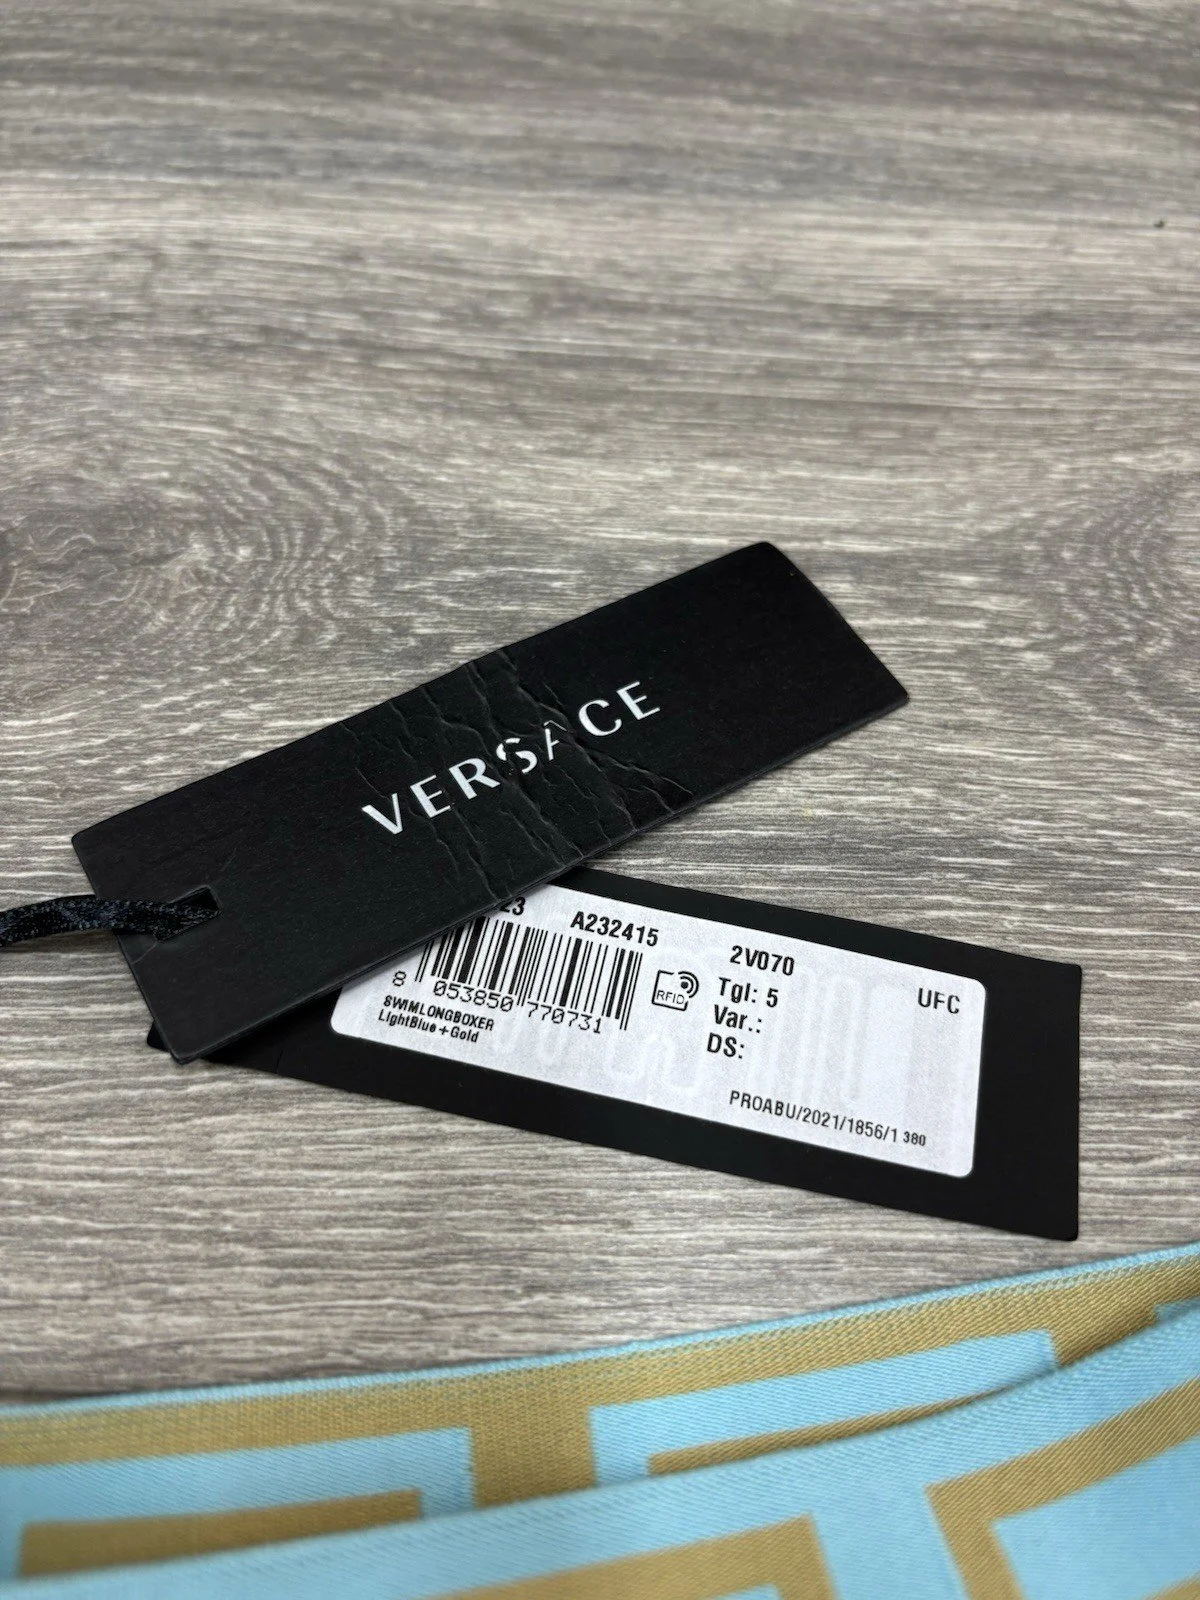 VERSACE
A232415
2V070
UFC
Tgl: 5
Var.:
DS:
RFID
8 053850 770731
SWIMLONGBOXER
LightBlue+Gold
PROABU/2021/1856/1 380